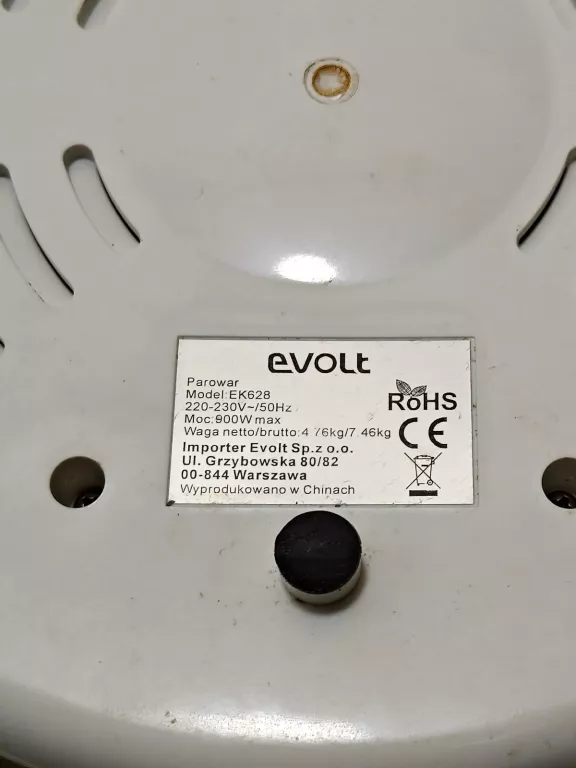 evolt
Parowar
Model:EK628
220-230V~/50Hz
Moc:900W max
Waga netto/brutto:4.76kg/7.46kg
Importer Evolt Sp.z o.o.
Ul. Grzybowska 80/82
00-844 Warszawa
Wyprodukowano w Chinach
RoHS
CE